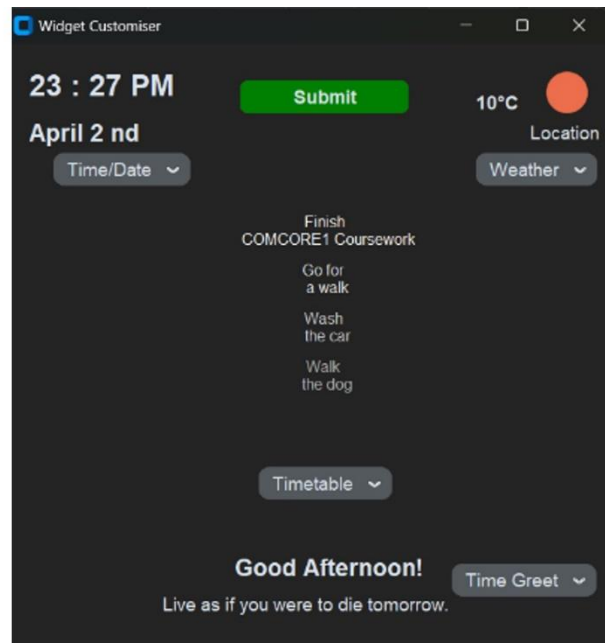 Widget Customiser
23 : 27 PM
Submit
10°C
April 2 nd
Location
Time/Date
Weather
Finish
COMCORE1 Coursework
Go for
a walk
Wash
the car
Walk
the dog
Timetable
Good Afternoon!
Time Greet
Live as if you were to die tomorrow.